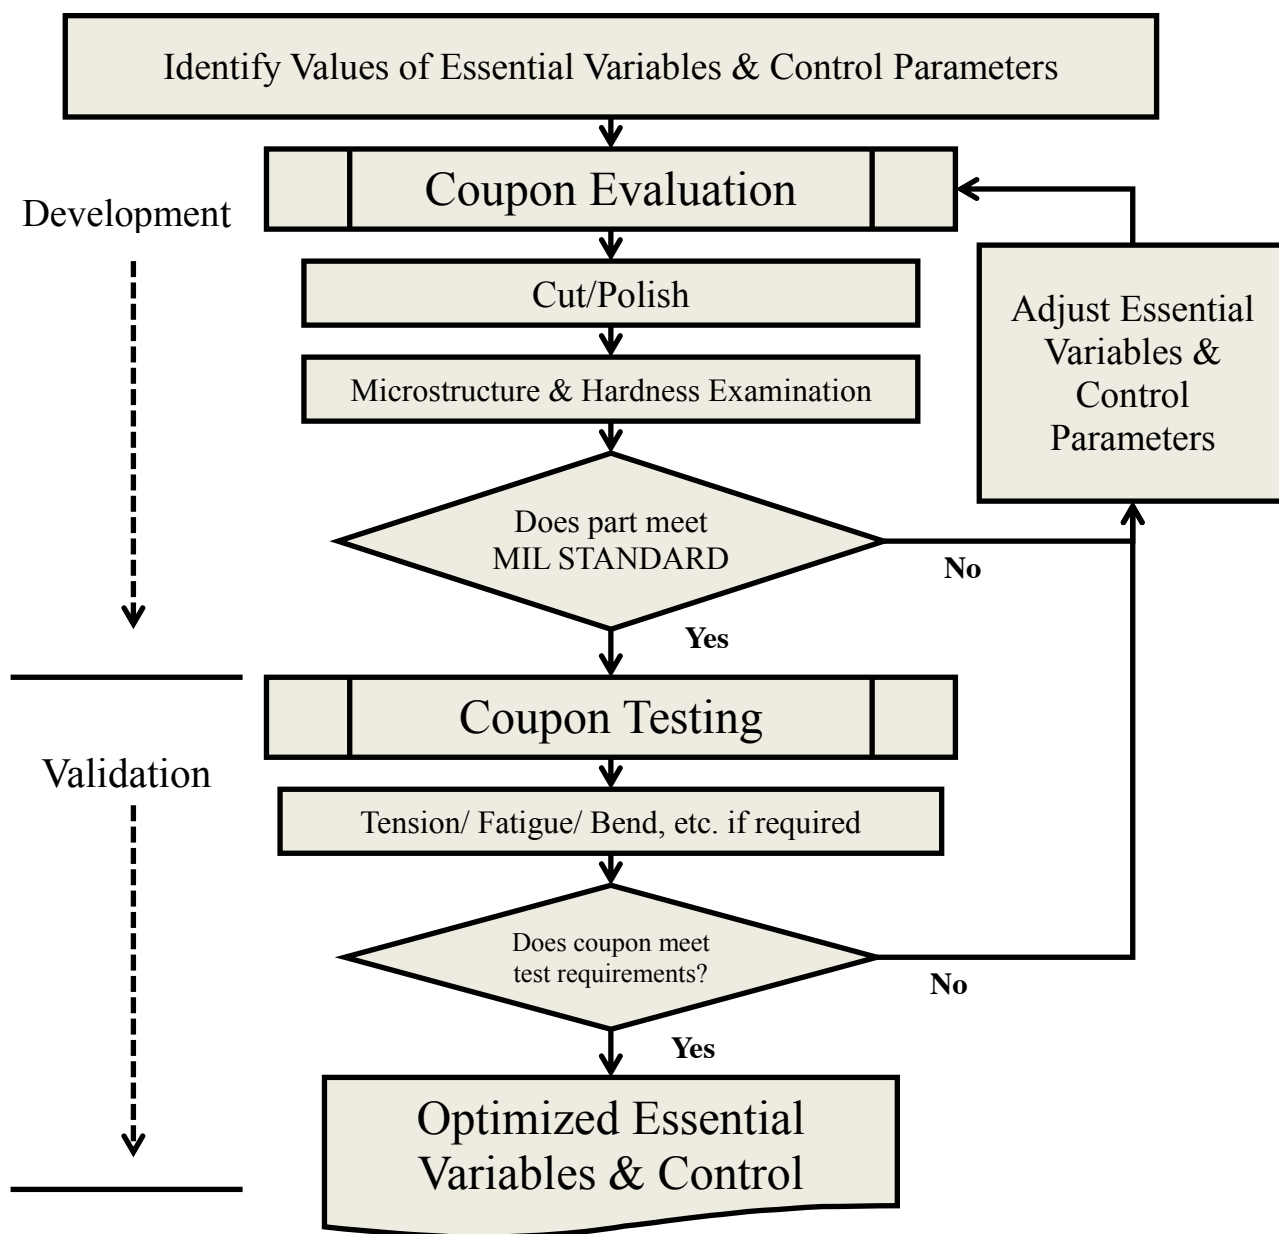 Identify Values of Essential Variables & Control Parameters
Coupon Evaluation
Development
Cut/Polish
Adjust Essential
Variables &
Control
Parameters
Microstructure & Hardness Examination
Does part meet
MIL STANDARD
No
Yes
Coupon Testing
Validation
Tension/ Fatigue/ Bend, etc. if required
Does coupon meet
test requirements?
No
Yes
Optimized Essential
Variables & Control